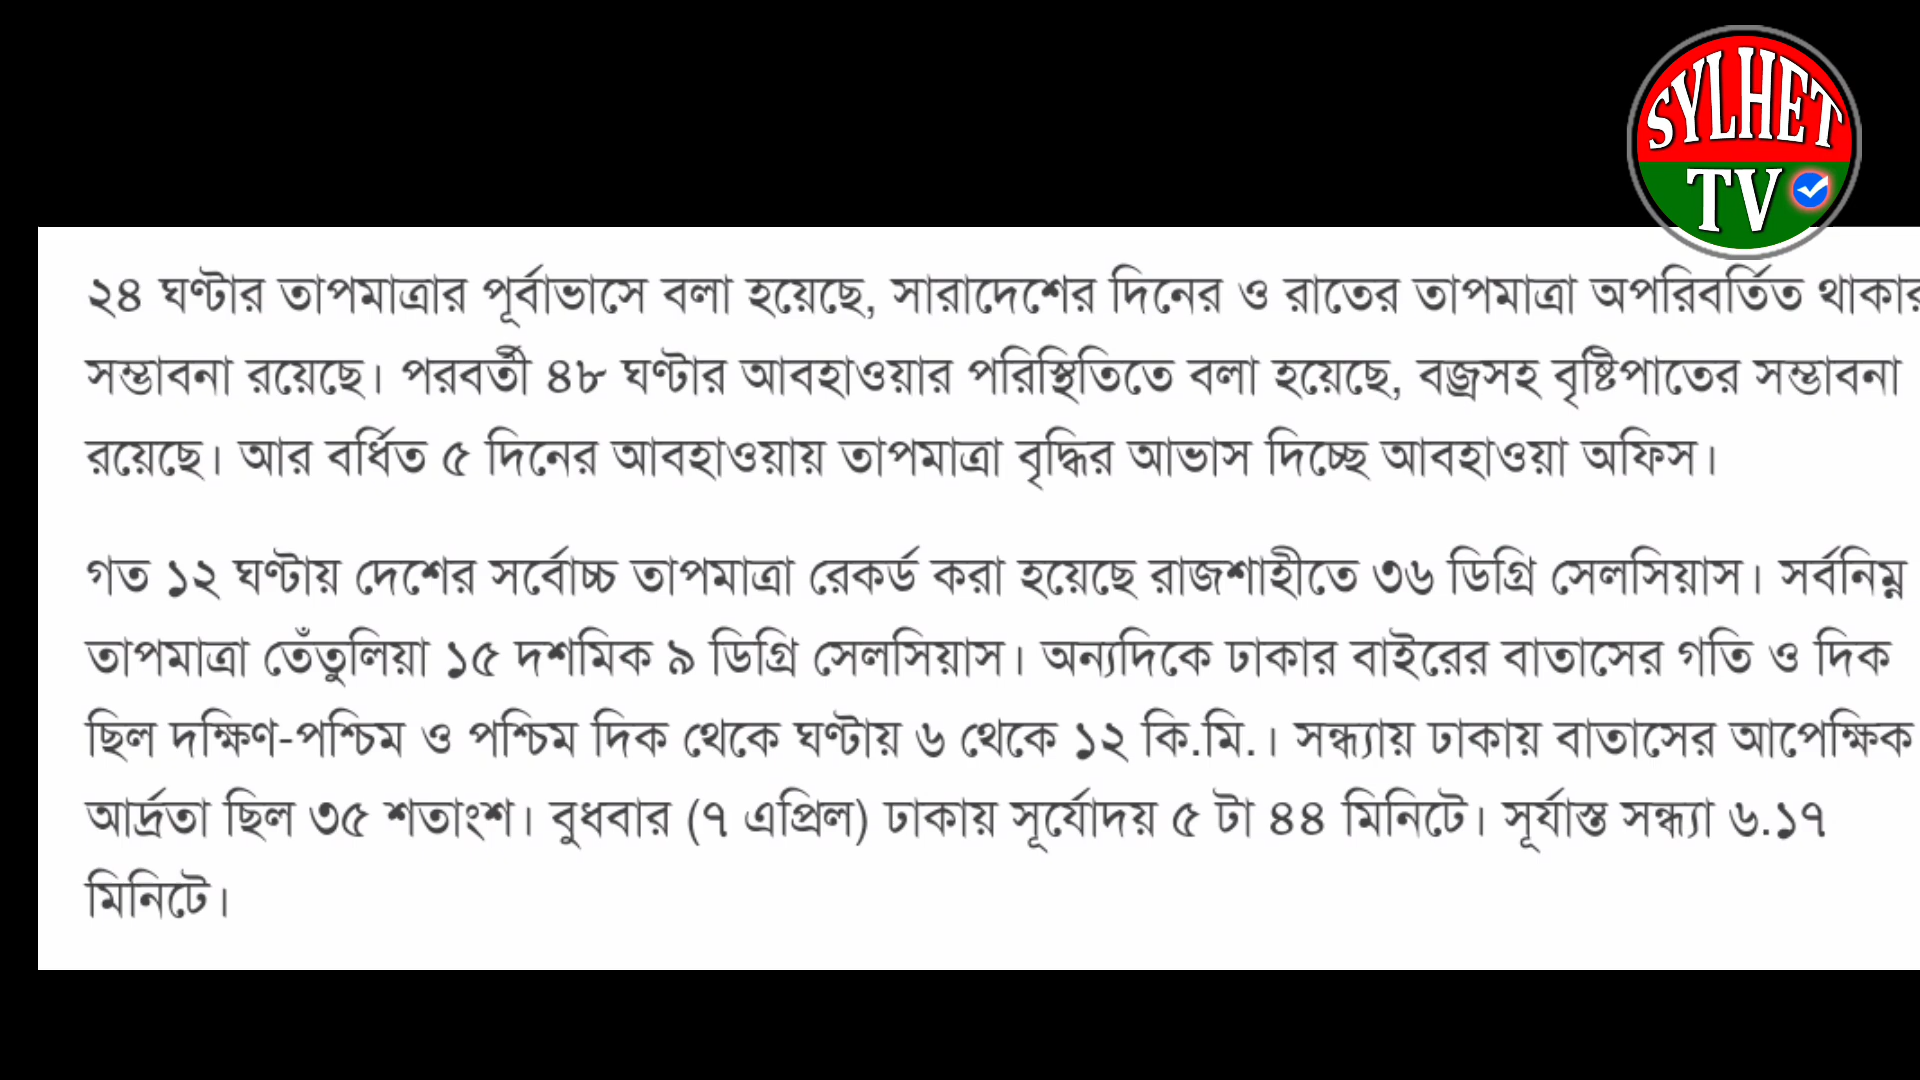 SYLHET
TV
২৪ ঘণ্টার তাপমাত্রার পূর্বাভাসে বলা হয়েছে, সারাদেশের দিনের ও রাতের তাপমাত্রা অপরিবর্তিত থাকার
সম্ভাবনা রয়েছে। পরবর্তী ৪৮ ঘণ্টার আবহাওয়ার পরিস্থিতিতে বলা হয়েছে, বজ্রসহ বৃষ্টিপাতের সম্ভাবনা
রয়েছে। আর বর্ধিত ৫ দিনের আবহাওয়ায় তাপমাত্রা বৃদ্ধির আভাস দিচ্ছে আবহাওয়া অফিস।
গত ১২ ঘণ্টায় দেশের সর্বোচ্চ তাপমাত্রা রেকর্ড করা হয়েছে রাজশাহীতে ৩৬ ডিগ্রি সেলসিয়াস। সর্বনিম্ন
তাপমাত্রা তেঁতুলিয়া ১৫ দশমিক ৯ ডিগ্রি সেলসিয়াস। অন্যদিকে ঢাকার বাইরের বাতাসের গতি ও দিক
ছিল দক্ষিণ-পশ্চিম ও পশ্চিম দিক থেকে ঘণ্টায় ৬ থেকে ১২ কি.মি.। সন্ধ্যায় ঢাকায় বাতাসের আপেক্ষিক
আর্দ্রতা ছিল ৩৫ শতাংশ। বুধবার (৭ এপ্রিল) ঢাকায় সূর্যোদয় ৫ টা ৪৪ মিনিটে। সূর্যাস্ত সন্ধ্যা ৬.১৭
মিনিটে।